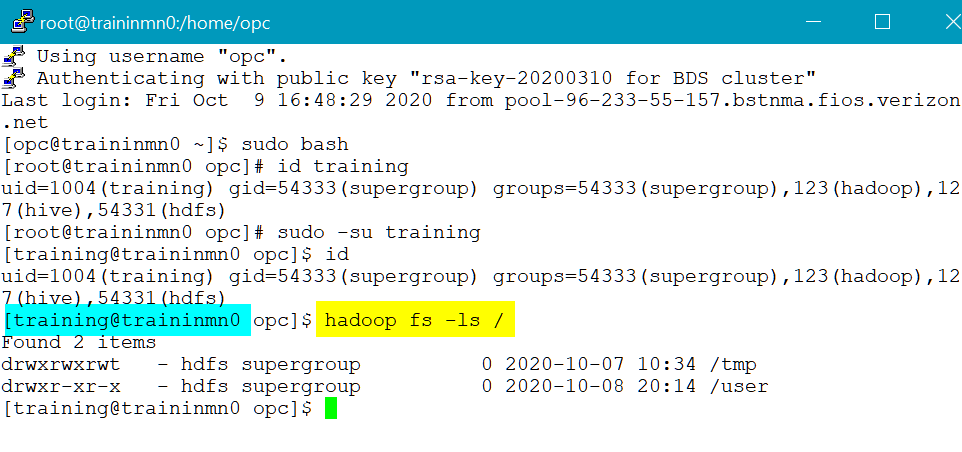 root@traininmn0:/home/opc
Using username "opc".
Authenticating with public key "rsa-key-20200310 for BDS cluster"
Last login: Fri Oct  9 16:48:29 2020 from pool-96-233-55-157.bstnma.fios.verizon
.net
[opc@traininmn0 ~]$ sudo bash
[root@traininmn0 opc]# id training
uid=1004(training) gid=54333(supergroup) groups=54333(supergroup),123(hadoop),12
7(hive),54331(hdfs)
[root@traininmn0 opc]# sudo -su training
[training@traininmn0 opc]$ id
uid=1004(training) gid=54333(supergroup) groups=54333(supergroup),123(hadoop),12
7(hive),54331(hdfs)
[training@traininmn0 opc]$ hadoop fs -ls /
Found 2 items
drwxrwxrwt   - hdfs supergroup          0 2020-10-07 10:34 /tmp
drwxr-xr-x   - hdfs supergroup          0 2020-10-08 20:14 /user
[training@traininmn0 opc]$